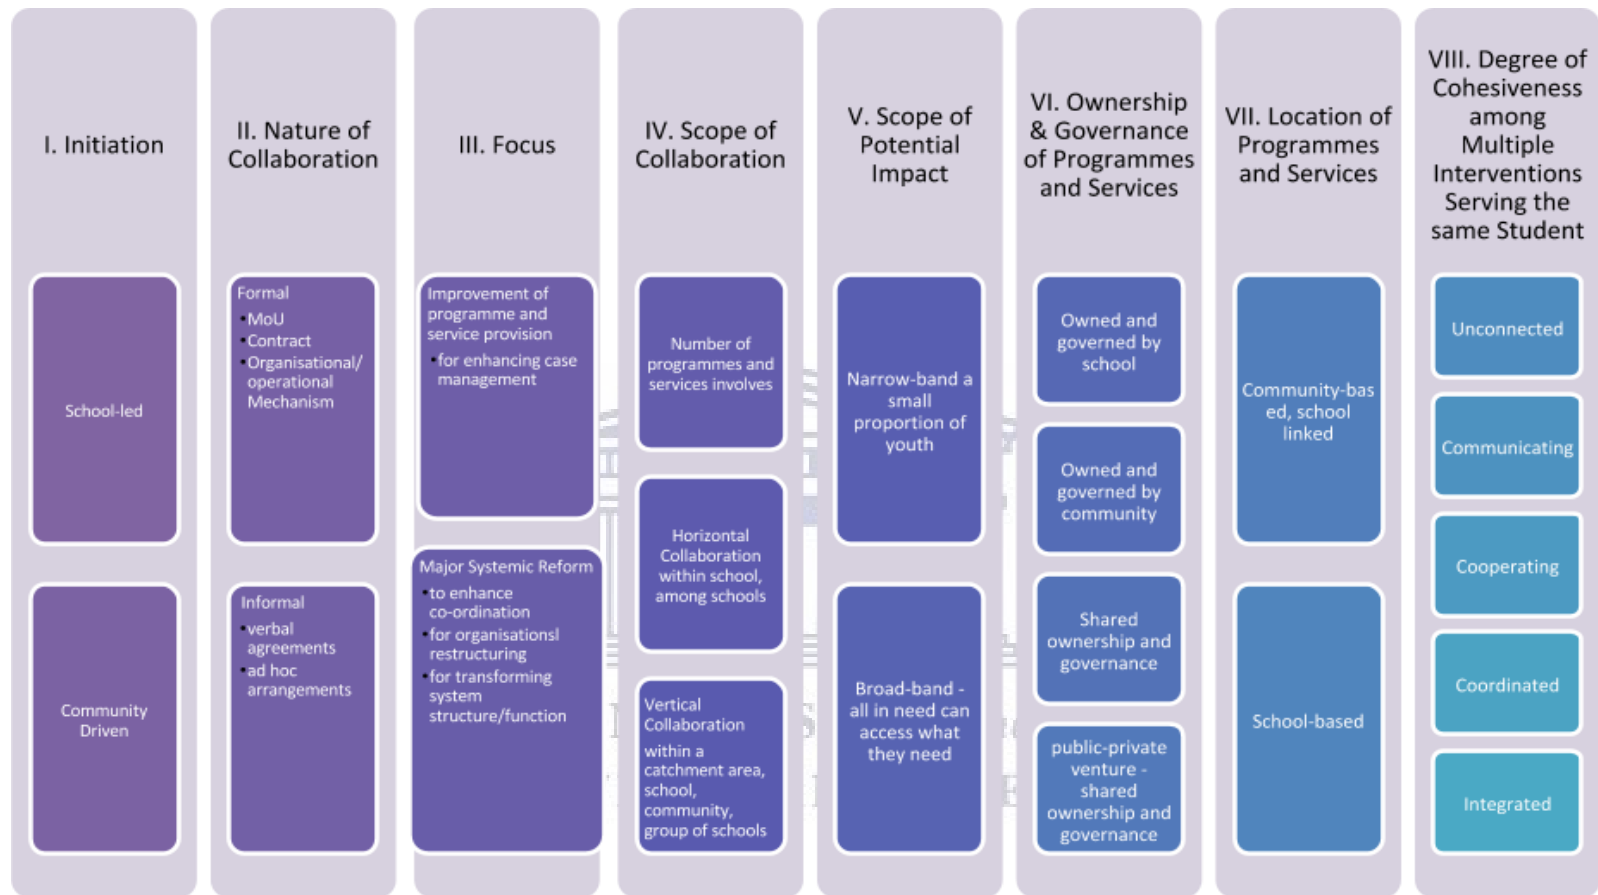 I. Initiation
School-led
Community
Driven
II. Nature of
Collaboration
Formal
•MoU
•Contract
•Organisational/
operational
Mechanism
Informal
•verbal
agreements
•ad hoc
arrangements
III. Focus
Improvement of
programme and
service provision
•for enhancing case
management
Major Systemic Reform
•to enhance
co-ordination
•for organisationsl
restructuring
•for transforming
system
structure/function
IV. Scope of
Collaboration
Number of
programmes and
services involves
Horizontal
Collaboration
within school,
among schools
Vertical
Collaboration
within a
catchment area,
school,
community,
group of schools
V. Scope of
Potential
Impact
Narrow-band a
small
proportion of
youth
Broad-band -
all in need can
access what
they need
VI. Ownership
& Governance
of Programmes
and Services
Owned and
governed by
school
Owned and
governed by
community
Shared
ownership and
governance
public-private
venture -
shared
ownership and
governance
VII. Location of
Programmes
and Services
Community-bas
ed, school
linked
School-based
VIII. Degree of
Cohesiveness
among
Multiple
Interventions
Serving the
same Student
Unconnected
Communicating
Cooperating
Coordinated
Integrated